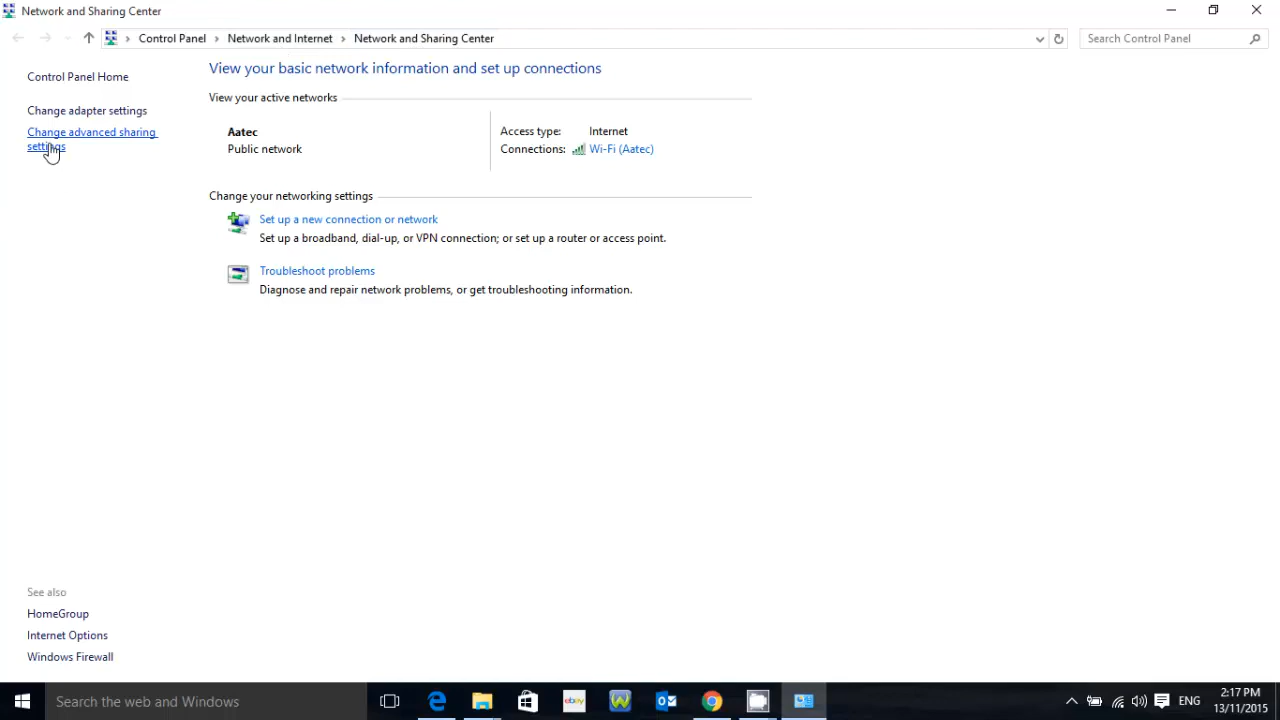 Network and Sharing Center
Control Panel > Network and Internet > Network and Sharing Center
Search Control Panel
Control Panel Home
Change adapter settings
Change advanced sharing
settings
View your basic network information and set up connections
View your active networks
Aatec
Public network
Access type: Internet
Connections: Wi-Fi (Aatec)
Change your networking settings
Set up a new connection or network
Set up a broadband, dial-up, or VPN connection; or set up a router or access point.
Troubleshoot problems
Diagnose and repair network problems, or get troubleshooting information.
See also
HomeGroup
Internet Options
Windows Firewall
Search the web and Windows
ebay
ENG
2:17 PM
13/11/2015